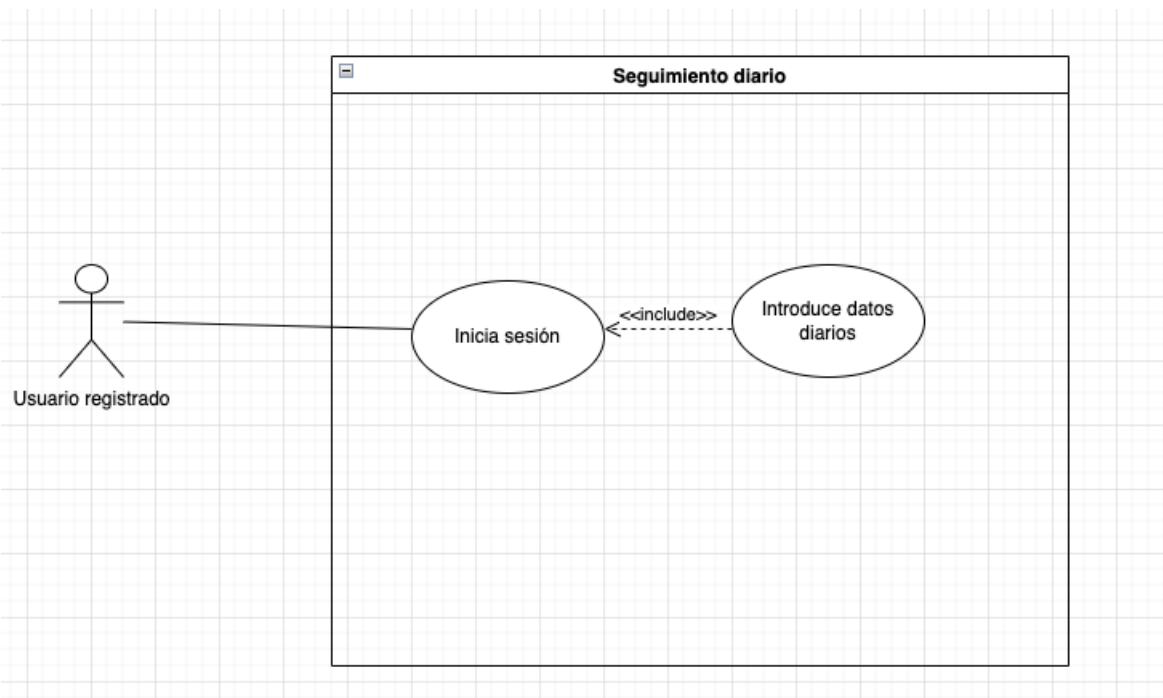 Seguimiento diario
Usuario registrado
Inicia sesión
<<include>>
Introduce datos
diarios